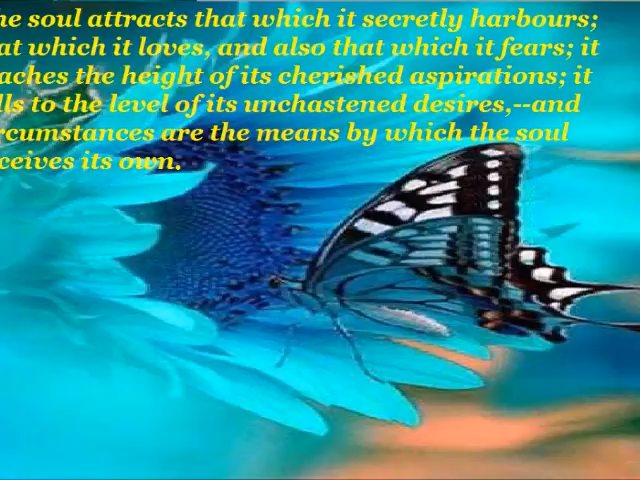 he soul attracts that which it secretly harbours;
at which it loves, and also that which it fears; it
aches the height of its cherished aspirations; it
lls to the level of its unchastened desires,--and
rcumstances are the means by which the soul
ceives its own.